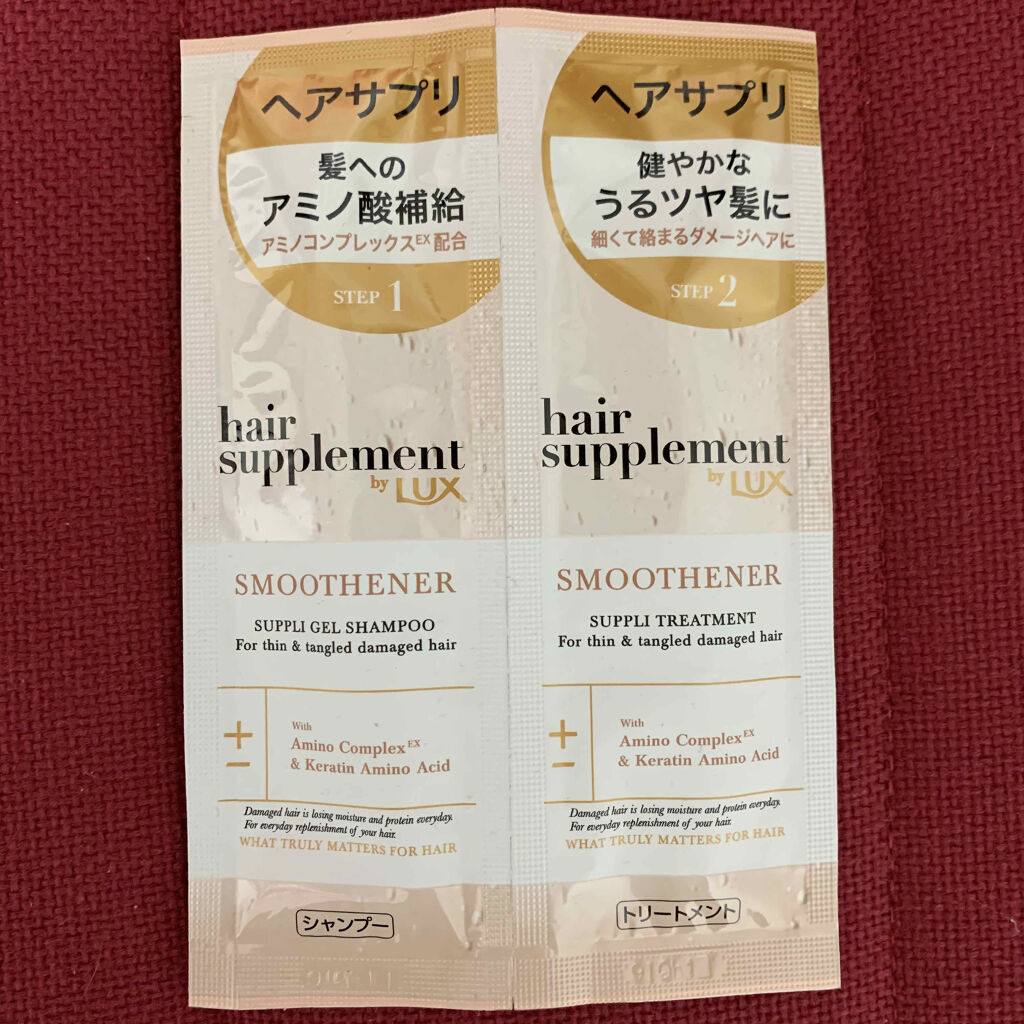 ヘアサプリ
髪への
アミノ酸補給
アミノコンプレックスEX配合
STEP 1
hair
supplement
by LUX
SMOOTHENER
SUPPLI GEL SHAMPOO
For thin & tangled damaged hair
With
Amino Complex EX
& Keratin Amino Acid
Damaged hair is losing moisture and protein everyday.
For everyday replenishment of your hair.
WHAT TRULY MATTERS FOR HAIR
シャンプー
ヘアサプリ
健やかな
うるツヤ髪に
細くて絡まるダメージヘアに
STEP 2
hair
supplement
by LUX
SMOOTHENER
SUPPLI TREATMENT
For thin & tangled damaged hair
With
Amino Complex EX
& Keratin Amino Acid
Damaged hair is losing moisture and protein everyday.
For everyday replenishment of your hair.
WHAT TRULY MATTERS FOR HAIR
トリートメント